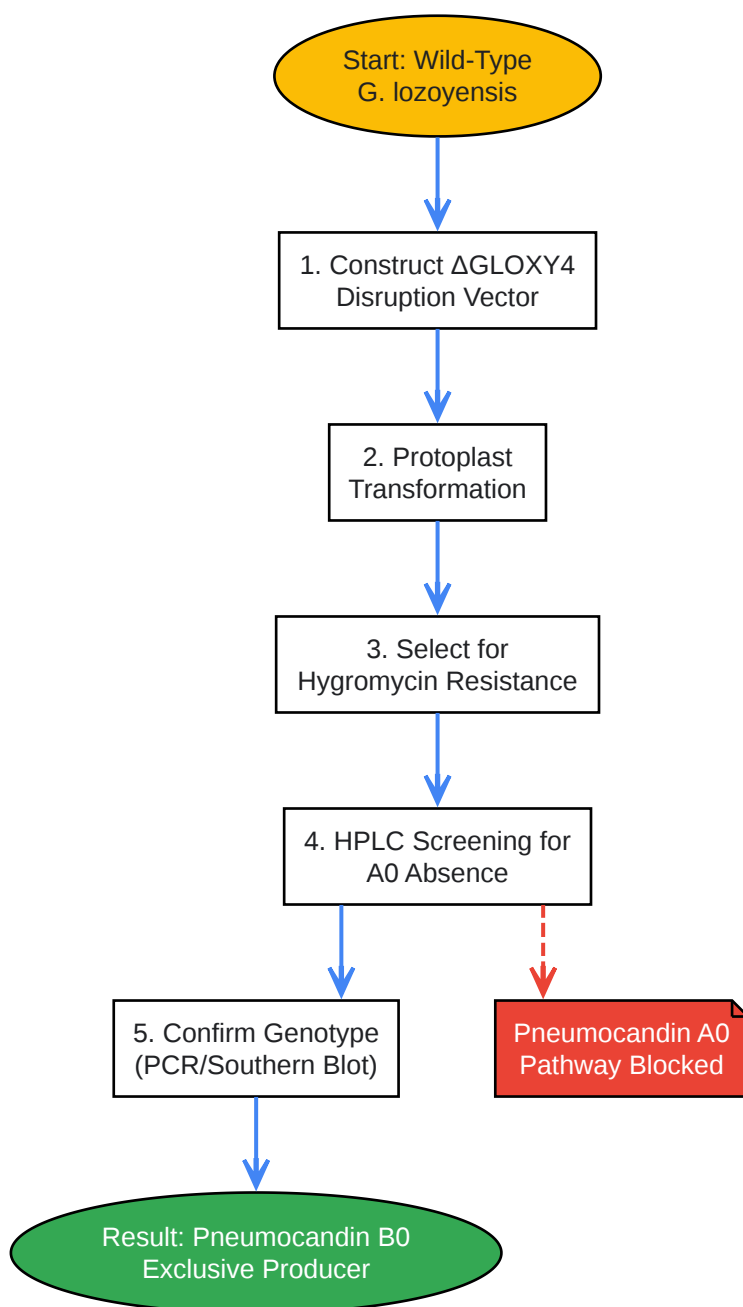 Start: Wild-Type
G. lozoyensis
1. Construct ΔGLOXY4
Disruption Vector
2. Protoplast
Transformation
3. Select for
Hygromycin Resistance
4. HPLC Screening for
A0 Absence
5. Confirm Genotype
(PCR/Southern Blot)
Pneumocandin A0
Pathway Blocked
Result: Pneumocandin B0
Exclusive Producer